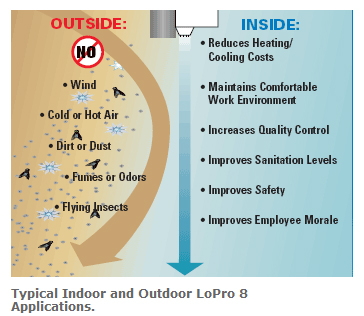 OUTSIDE:
NO
• Wind
• Cold or Hot Air
• Dirt or Dust
• Fumes or Odors
• Flying Insects
INSIDE:
• Reduces Heating/
Cooling Costs
• Maintains Comfortable
Work Environment
• Increases Quality Control
• Improves Sanitation Levels
• Improves Safety
• Improves Employee Morale
Typical Indoor and Outdoor LoPro 8
Applications.